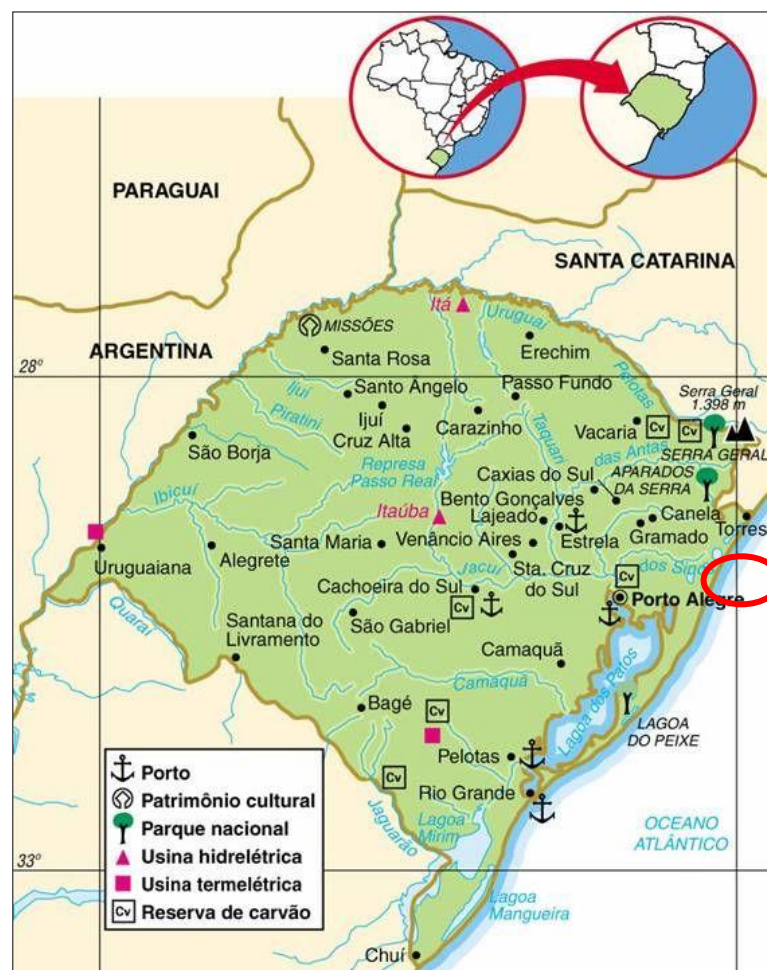 PARAGUAI
SANTA CATARINA
ARGENTINA
Itá
Uruguai
MISSÕES
Santa Rosa
Erechim
28º
Pelotas
Serra Geral
1.398 m
Ijuí
Santo Ângelo
Passo Fundo
Piratini
Ijuí
Cruz Alta
Carazinho
Taquari
Vacaria
Cv
Cv
SERRA GERAL
São Borja
das Antas
Represa
Passo Real
Caxias do Sul
APARADOS
DA SERRA
Ibicuí
Bento Gonçalves
Itaúba
Lajeado
Canela
Torres
Uruguaiana
Alegrete
Santa Maria
Venâncio Aires
Estrela
Gramado
Jacuí
Sta. Cruz
do Sul
dos Sinos
Cv
Cachoeira do Sul
Cv
Porto Alegre
Quaraí
Santana do
Livramento
São Gabriel
Camaquã
Camaquã
Lagoa dos Patos
Bagé
Cv
LAGOA
DO PEIXE
Pelotas
Cv
Rio Grande
Jaguarão
Lagoa
Mirim
OCEANO
ATLÂNTICO
33º
Lagoa
Mangueira
Chuí
Porto
Patrimônio cultural
Parque nacional
Usina hidrelétrica
Usina termelétrica
Cv Reserva de carvão